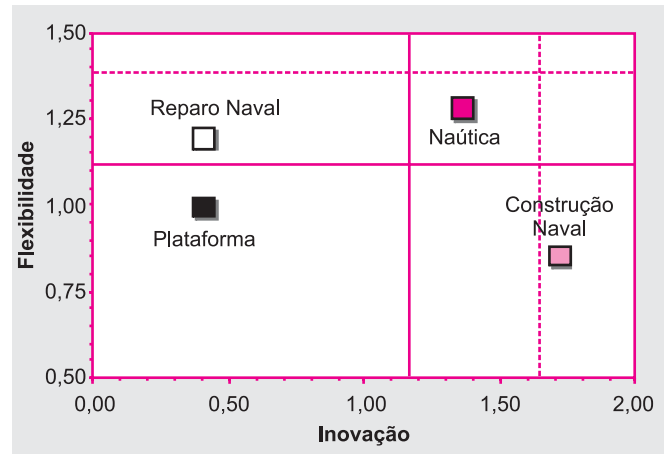 Flexibilidade
1,50
1,25
1,00
0,75
0,50
Reparo Naval
Naútica
Plataforma
Construção
Naval
0,00 0,50 1,00 1,50 2,00
Inovação